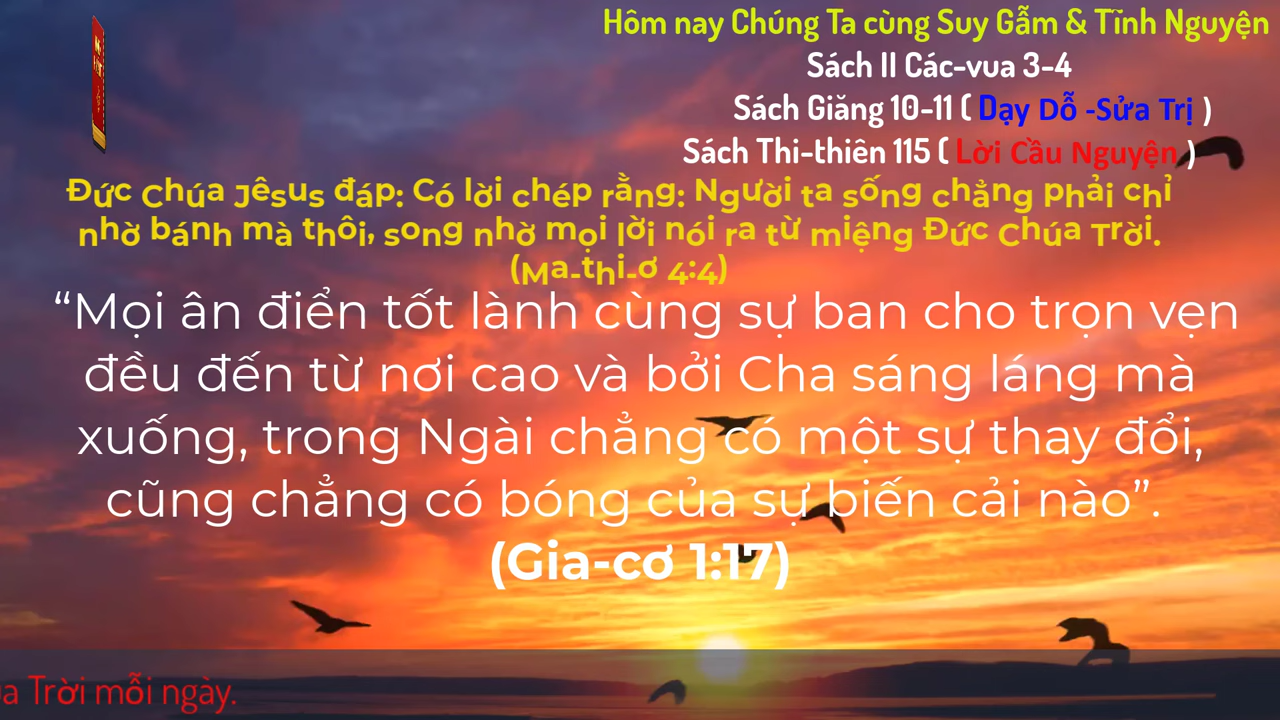 Hôm nay Chúng Ta cùng Suy Gẫm & Tĩnh Nguyện
Sách II Các-vua 3-4
Sách Giăng 10-11 ( Dạy Dỗ -Sửa Trị )
Sách Thi-thiên 115 ( Lời Cầu Nguyện )
Đức Chúa Jêsus đáp: Có lời chép rằng: Người ta sống chẳng phải chỉ
nhờ bánh mà thôi, song nhờ mọi lời nói ra từ miệng Đức Chúa Trời.
(Ma-thi-ơ 4:4)
“Mọi ân điển tốt lành cùng sự ban cho trọn vẹn
đều đến từ nơi cao và bởi Cha sáng láng mà
xuống, trong Ngài chẳng có một sự thay đổi,
cũng chẳng có bóng của sự biến cải nào”.
(Gia-cơ 1:17)
Trời mỗi ngày.